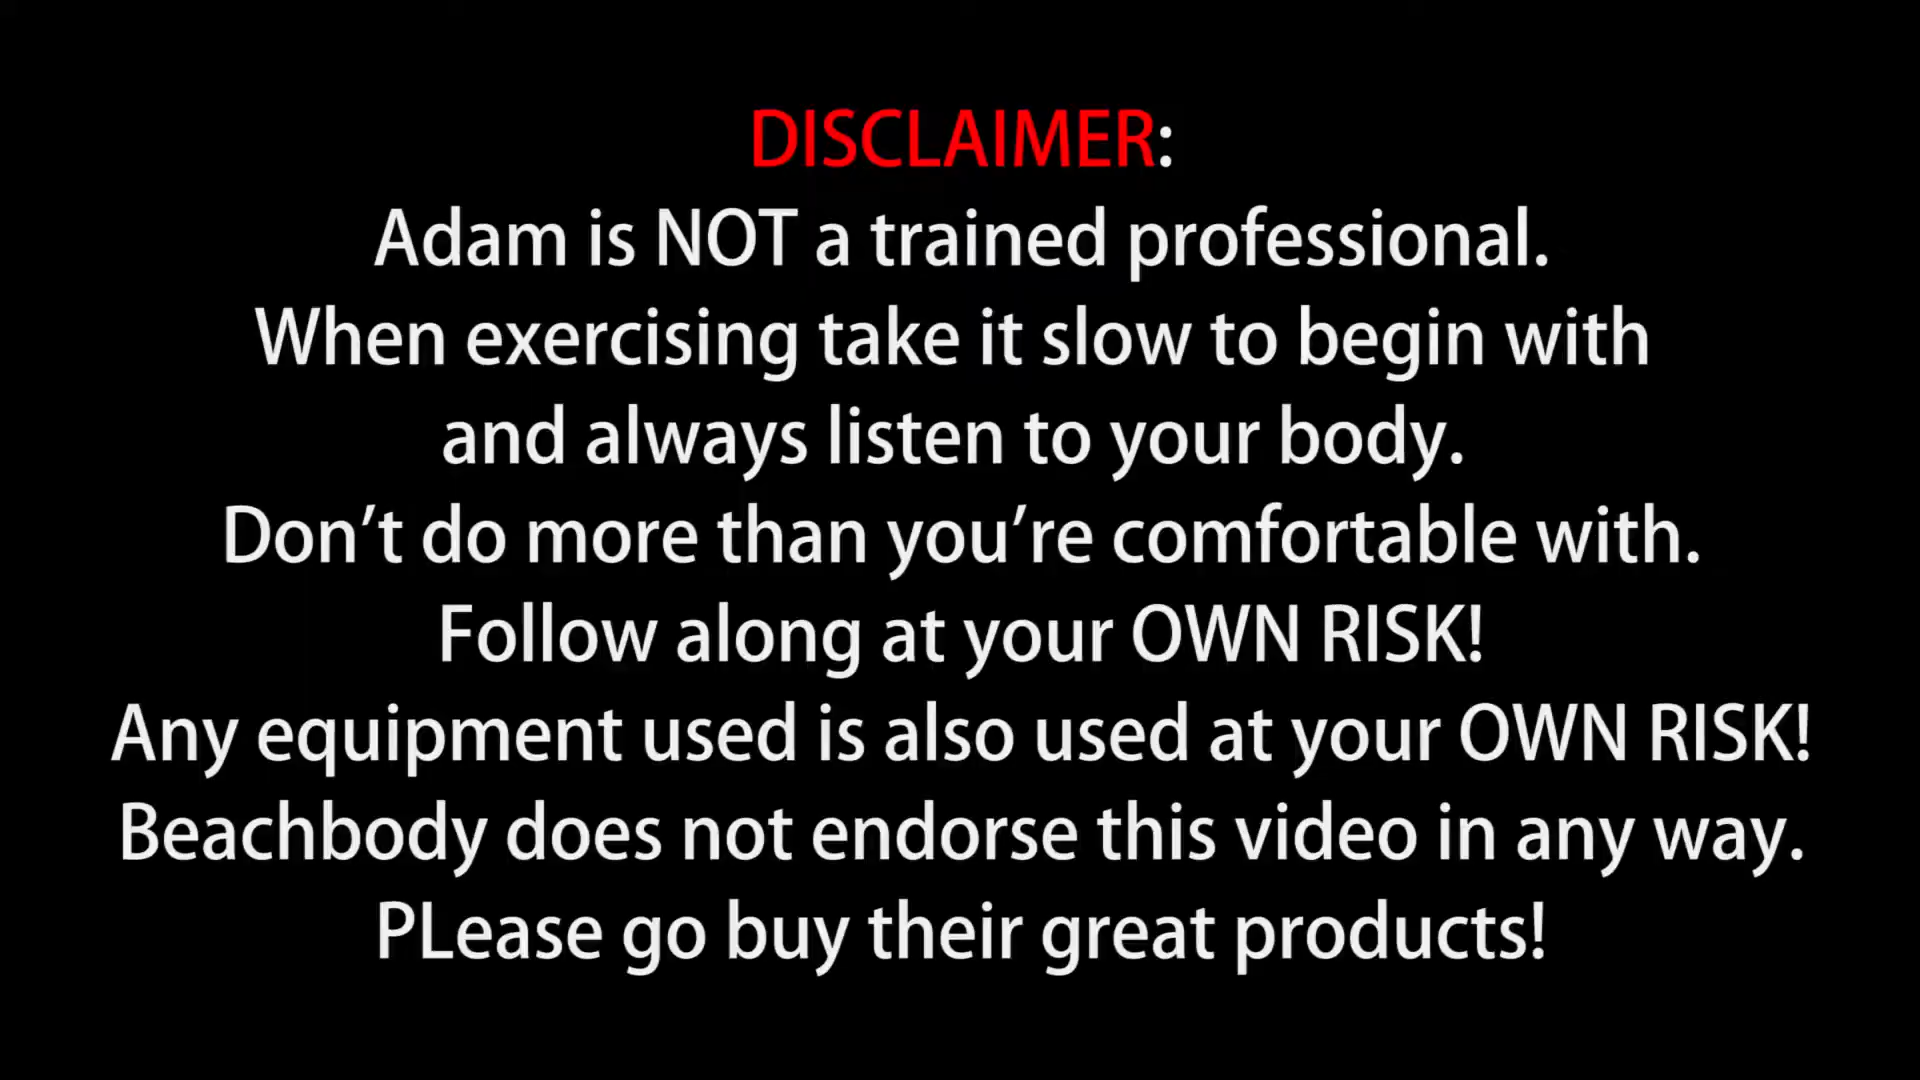 DISCLAIMER:
Adam is NOT a trained professional.
When exercising take it slow to begin with
and always listen to your body.
Don’t do more than you’re comfortable with.
Follow along at your OWN RISK!
Any equipment used is also used at your OWN RISK!
Beachbody does not endorse this video in any way.
PLease go buy their great products!